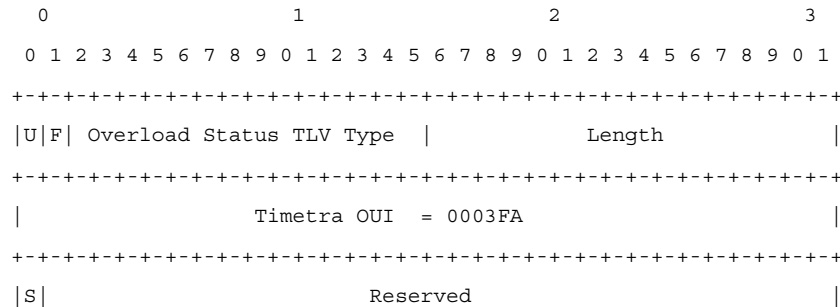 0                   1                   2                   3
0 1 2 3 4 5 6 7 8 9 0 1 2 3 4 5 6 7 8 9 0 1 2 3 4 5 6 7 8 9 0 1
+-+-+-+-+-+-+-+-+-+-+-+-+-+-+-+-+-+-+-+-+-+-+-+-+-+-+-+-+-+-+-+-+
|U|F| Overload Status TLV Type  |            Length             |
+-+-+-+-+-+-+-+-+-+-+-+-+-+-+-+-+-+-+-+-+-+-+-+-+-+-+-+-+-+-+-+-+
|                  Timetra OUI  = 0003FA                        |
+-+-+-+-+-+-+-+-+-+-+-+-+-+-+-+-+-+-+-+-+-+-+-+-+-+-+-+-+-+-+-+-+
|S|                         Reserved                            |